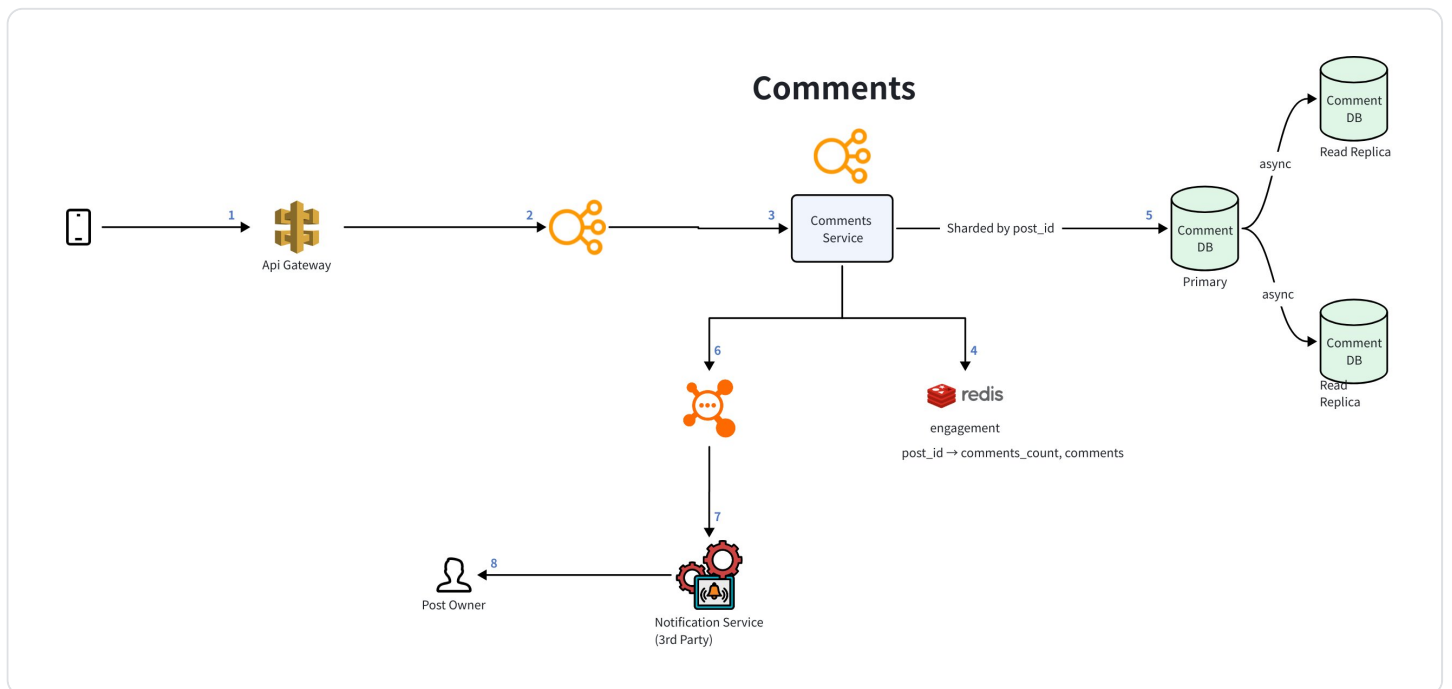 Comments
Comment
DB
Read Replica
async
1
2
3
Comments
Service
Sharded by post_id
5
Comment
DB
Primary
Api Gateway
async
Comment
DB
Read
Replica
6
4
redis
engagement
post_id → comments_count, comments
7
8
Post Owner
Notification Service
(3rd Party)